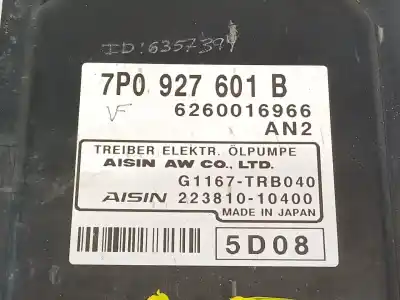 ID:6357394
7P0 927 601 B
VF 6260016966
AN2
TREIBER ELEKTR. ÖLPUMPE
AISIN AW CO., LTD.
G1167-TRB040
AISIN 223810-10400
MADE IN JAPAN
5D08